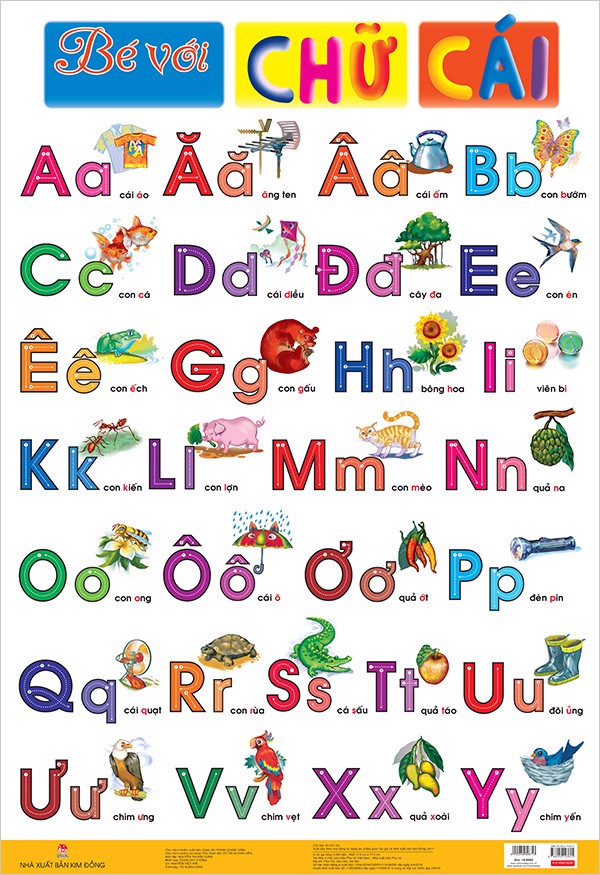 Bé với CHỮ CÁI
Aa Ăă Ââ Bb
cái áo ăng ten cái ấm con bướm
Cc Dd Đđ Ee
con cá cái diều cây đa con én
Êê Gg Hh Ii
con ếch con gấu bông hoa viên bi
Kk Ll Mm Nn
con kiến con lợn con mèo quả na
Oo Ôô Ơơ Pp
con ong cái ô quả ớt đèn pin
Qq Rr Ss Tt Uu
cái quạt con rùa cá sấu quả táo đôi ủng
Ưư Vv Xx Yy
chim ưng chim vẹt quả xoài chim yến
NHÀ XUẤT BẢN KIM ĐỒNG